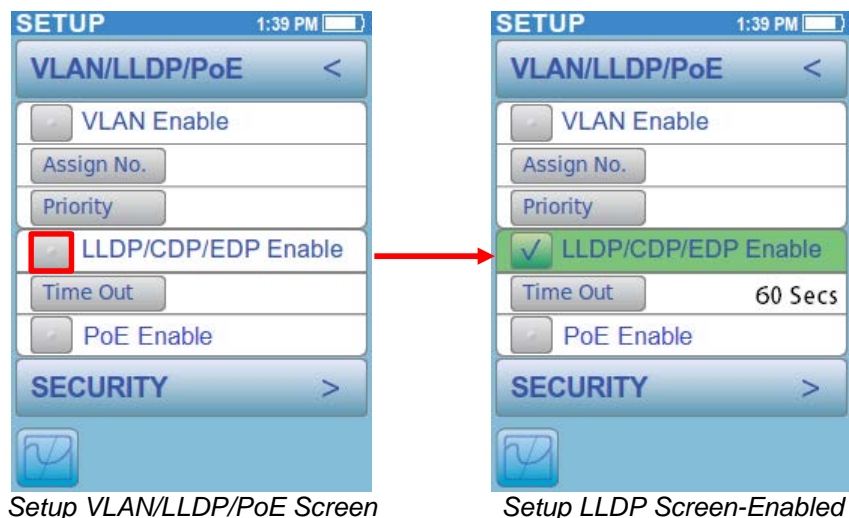 SETUP 1:39 PM
VLAN/LLDP/PoE <
VLAN Enable
Assign No.
Priority
LLDP/CDP/EDP Enable
Time Out
PoE Enable
SECURITY >
Setup VLAN/LLDP/PoE Screen
SETUP 1:39 PM
VLAN/LLDP/PoE <
VLAN Enable
Assign No.
Priority
LLDP/CDP/EDP Enable
Time Out 60 Secs
PoE Enable
SECURITY >
Setup LLDP Screen-Enabled